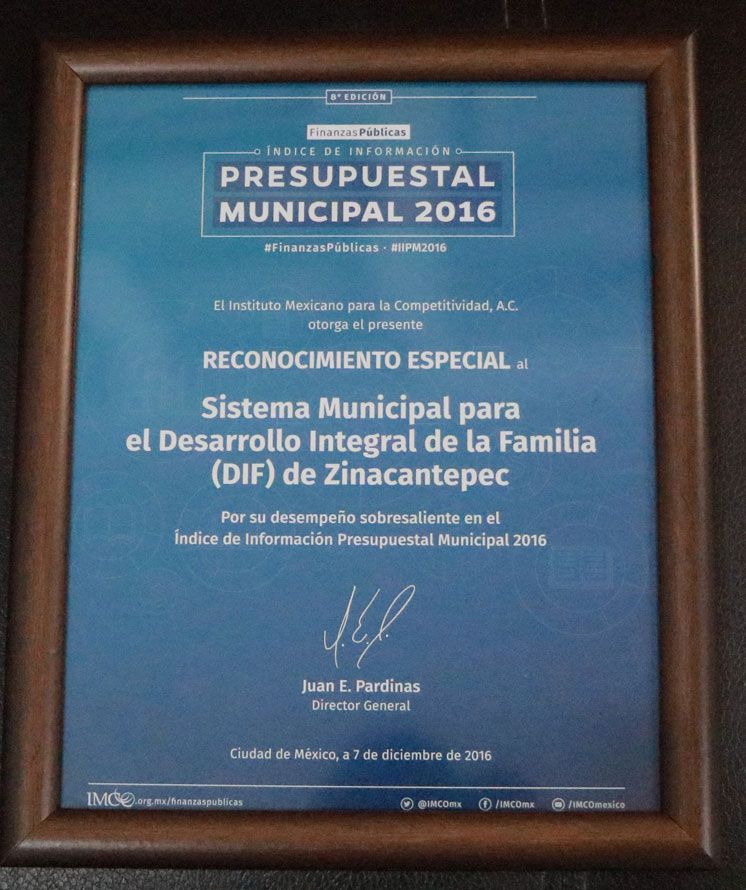 8ª EDICIÓN
FinanzasPúblicas
ÍNDICE DE INFORMACIÓN
PRESUPUESTAL
MUNICIPAL 2016
#FinanzasPúblicas · #IIPM2016
El Instituto Mexicano para la Competitividad, A.C.
otorga el presente
RECONOCIMIENTO ESPECIAL al
Sistema Municipal para
el Desarrollo Integral de la Familia
(DIF) de Zinacantepec
Por su desempeño sobresaliente en el
Índice de Información Presupuestal Municipal 2016
J. E. P.
Juan E. Pardinas
Director General
Ciudad de México, a 7 de diciembre de 2016
IMCO.org.mx/finanzaspublicas @IMCOmx /IMCOmx /IMCOmexico